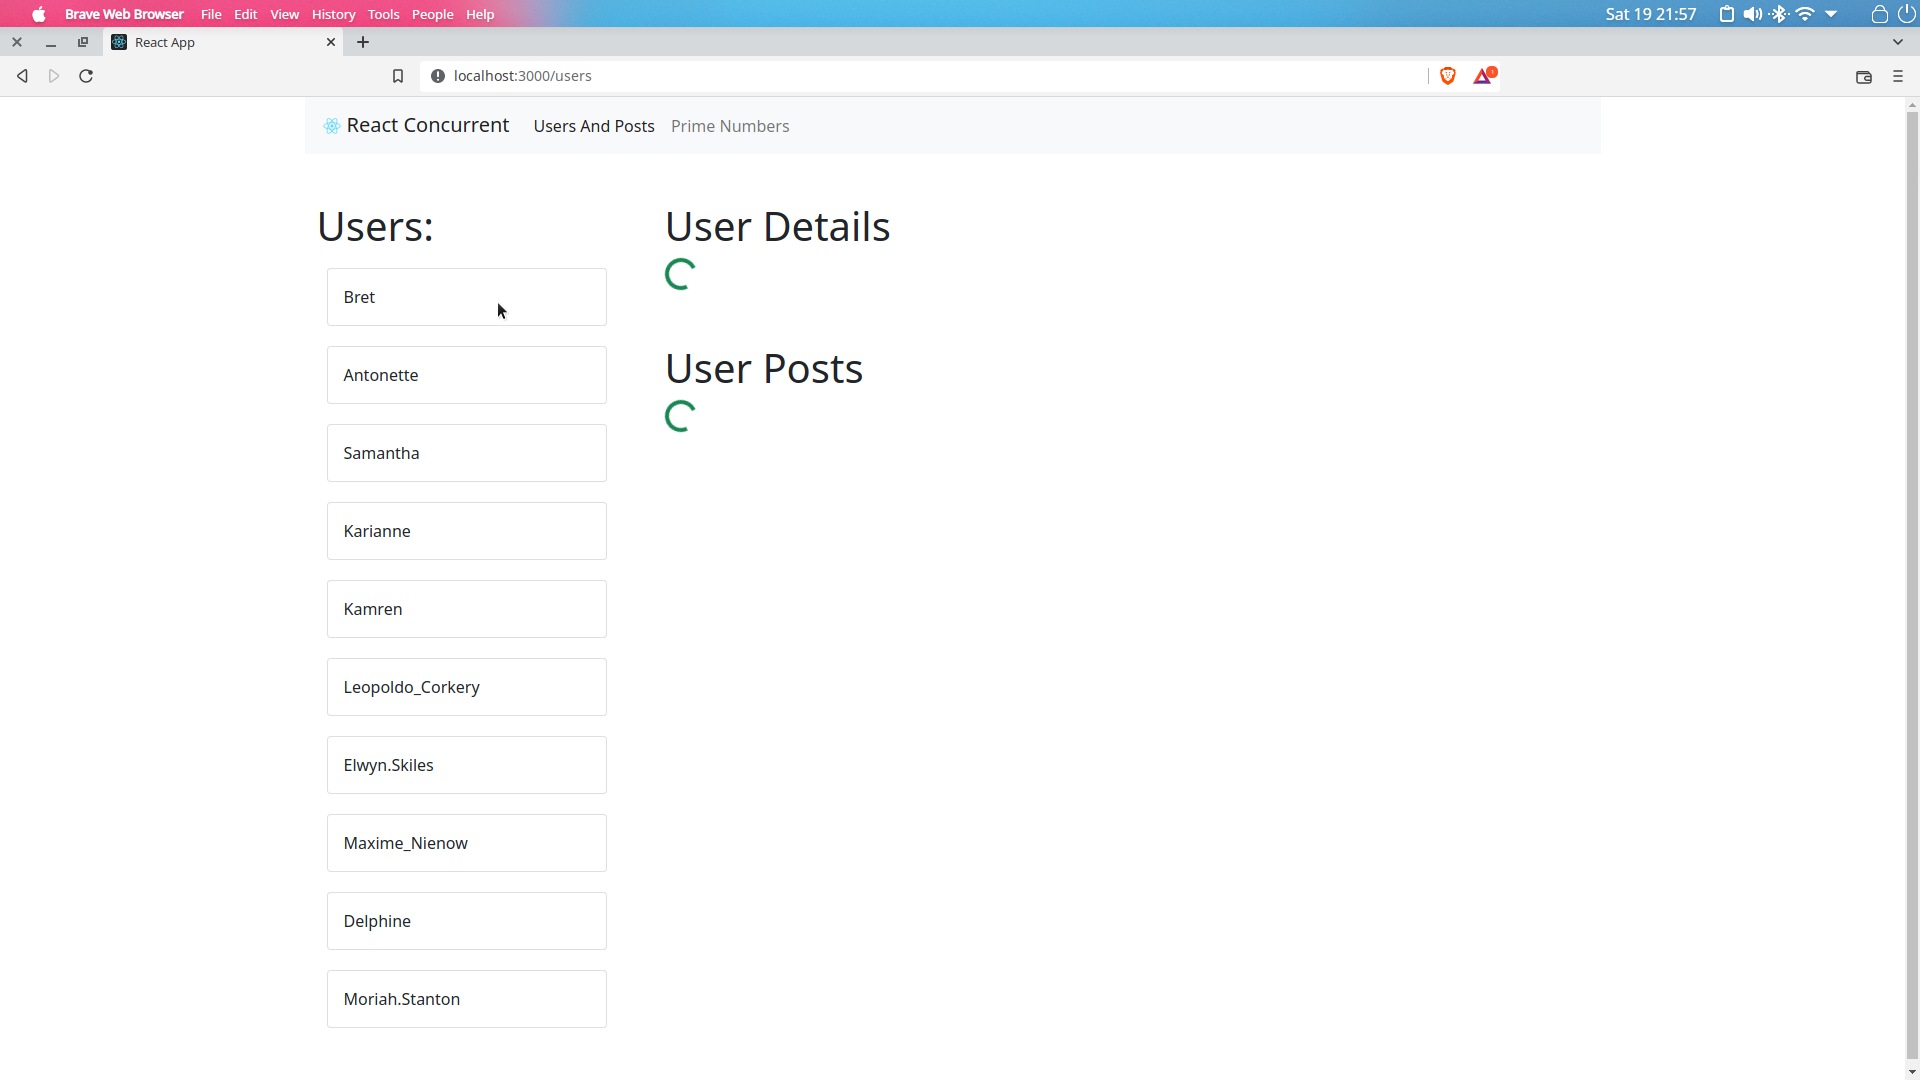 Brave Web Browser File Edit View History Tools People Help Sat 19 21:57
React App
localhost:3000/users
React Concurrent Users And Posts Prime Numbers
Users:
Bret
Antonette
Samantha
Karianne
Kamren
Leopoldo_Corkery
Elwyn.Skiles
Maxime_Nienow
Delphine
Moriah.Stanton
User Details
User Posts